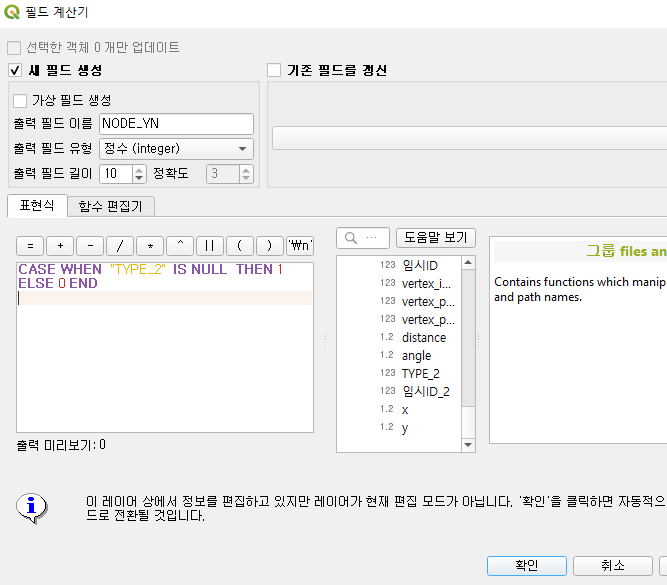 필드 계산기
선택한 객체 0 개만 업데이트
새 필드 생성
기존 필드를 갱신
가상 필드 생성
출력 필드 이름 NODE_YN
출력 필드 유형 정수 (integer)
출력 필드 길이 10 정확도 3
표현식 함수 편집기
= + - / * ^ || ( ) '\n'
도움말 보기
CASE WHEN "TYPE_2" IS NULL THEN 1
ELSE 0 END
123 임시ID
123 vertex_i...
123 vertex_p...
123 vertex_p...
1.2 distance
1.2 angle
123 TYPE_2
123 임시ID_2
1.2 x
1.2 y
그룹 files an
Contains functions which manip
and path names.
출력 미리보기: 0
이 레이어 상에서 정보를 편집하고 있지만 레이어가 현재 편집 모드가 아닙니다. '확인'을 클릭하면 자동적으
드로 전환될 것입니다.
확인 취소